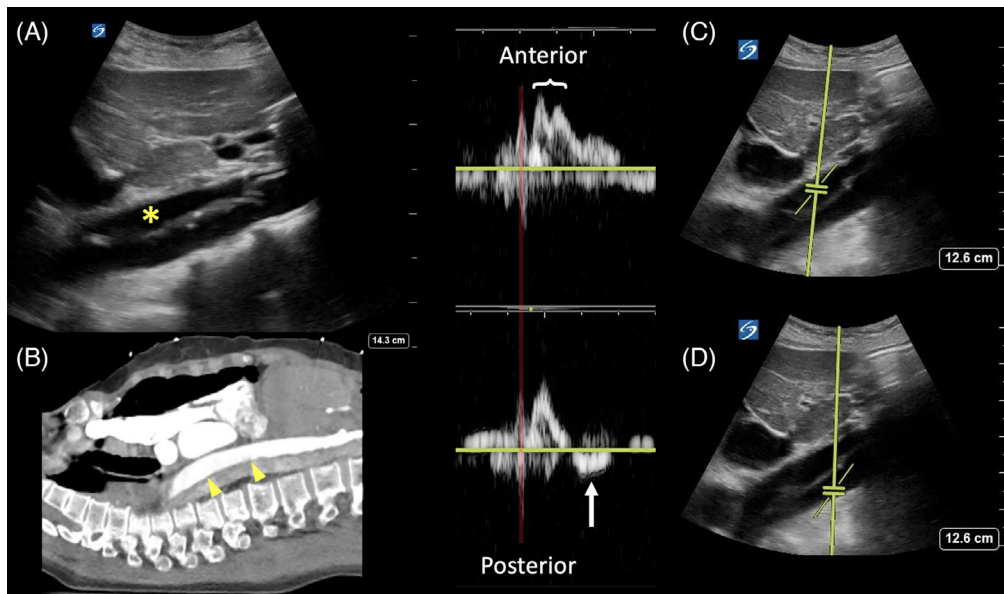 (A)
14.3 cm
(B)
Anterior
Posterior
(C)
12.6 cm
(D)
12.6 cm